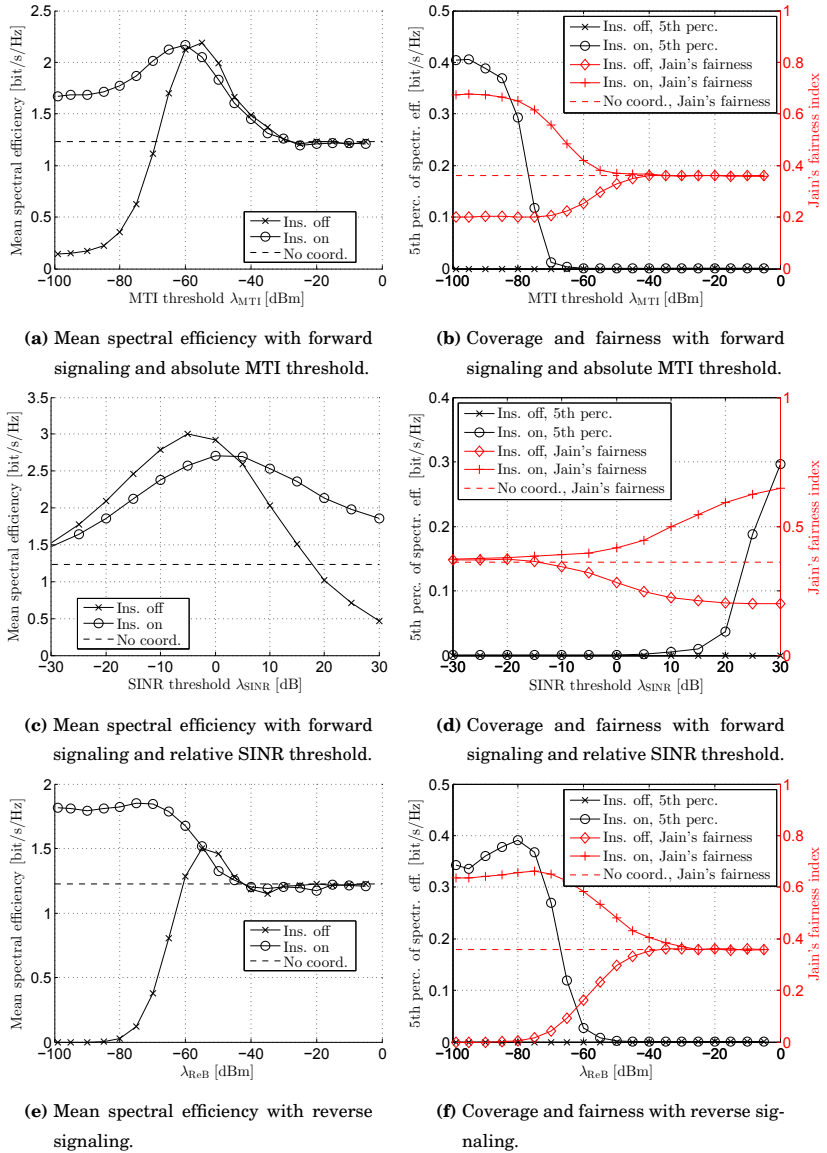 2.5
2
1.5
1
0.5
0
−100
−80
−60
−40
−20
0
Mean spectral efficiency [bit/s/Hz]
MTI threshold λMTI [dBm]
Ins. off
Ins. on
No coord.
0.5
0.4
0.3
0.2
0.1
0
−100
−80
−60
−40
−20
0
1
0.8
0.6
0.4
0.2
0
5th perc. of spectr. eff. [bit/s/Hz]
Jain's fairness index
MTI threshold λMTI [dBm]
Ins. off, 5th perc.
Ins. on, 5th perc.
Ins. off, Jain's fairness
Ins. on, Jain's fairness
No coord., Jain's fairness
(a) Mean spectral efficiency with forward
signaling and absolute MTI threshold.
(b) Coverage and fairness with forward
signaling and absolute MTI threshold.
3.5
3
2.5
2
1.5
1
0.5
0
−30
−20
−10
0
10
20
30
Mean spectral efficiency [bit/s/Hz]
SINR threshold λSINR [dB]
Ins. off
Ins. on
No coord.
0.4
0.3
0.2
0.1
0
−30
−20
−10
0
10
20
30
1
0.5
0
5th perc. of spectr. eff. [bit/s/Hz]
Jain's fairness index
SINR threshold λSINR [dB]
Ins. off, 5th perc.
Ins. on, 5th perc.
Ins. off, Jain's fairness
Ins. on, Jain's fairness
No coord., Jain's fairness
(c) Mean spectral efficiency with forward
signaling and relative SINR threshold.
(d) Coverage and fairness with forward
signaling and relative SINR threshold.
2
1.5
1
0.5
0
−100
−80
−60
−40
−20
0
Mean spectral efficiency [bit/s/Hz]
λReB [dBm]
Ins. off
Ins. on
No coord.
0.5
0.4
0.3
0.2
0.1
0
−100
−80
−60
−40
−20
0
1
0.8
0.6
0.4
0.2
0
5th perc. of spectr. eff. [bit/s/Hz]
Jain's fairness index
λReB [dBm]
Ins. off, 5th perc.
Ins. on, 5th perc.
Ins. off, Jain's fairness
Ins. on, Jain's fairness
No coord., Jain's fairness
(e) Mean spectral efficiency with reverse
signaling.
(f) Coverage and fairness with reverse sig-
naling.